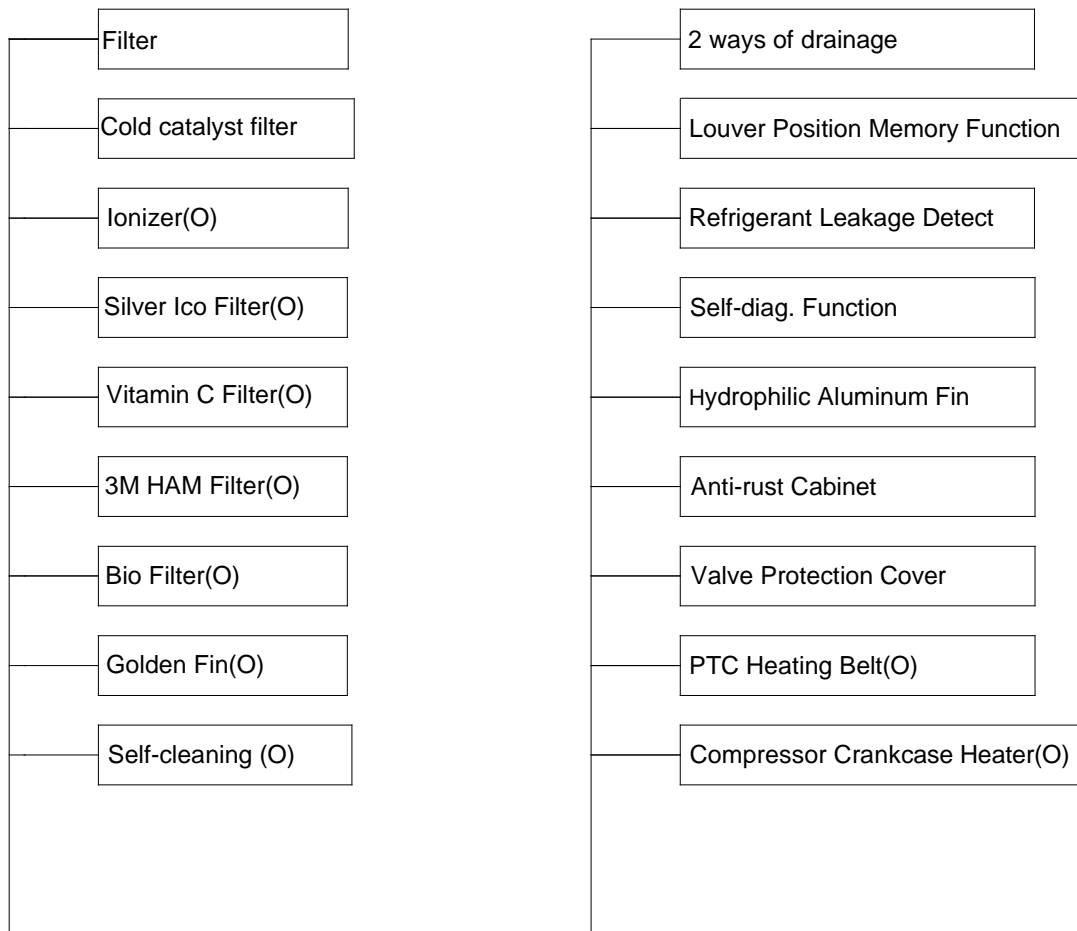 Filter
Cold catalyst filter
Ionizer(O)
Silver Ico Filter(O)
Vitamin C Filter(O)
3M HAM Filter(O)
Bio Filter(O)
Golden Fin(O)
Self-cleaning (O)
2 ways of drainage
Louver Position Memory Function
Refrigerant Leakage Detect
Self-diag. Function
Hydrophilic Aluminum Fin
Anti-rust Cabinet
Valve Protection Cover
PTC Heating Belt(O)
Compressor Crankcase Heater(O)